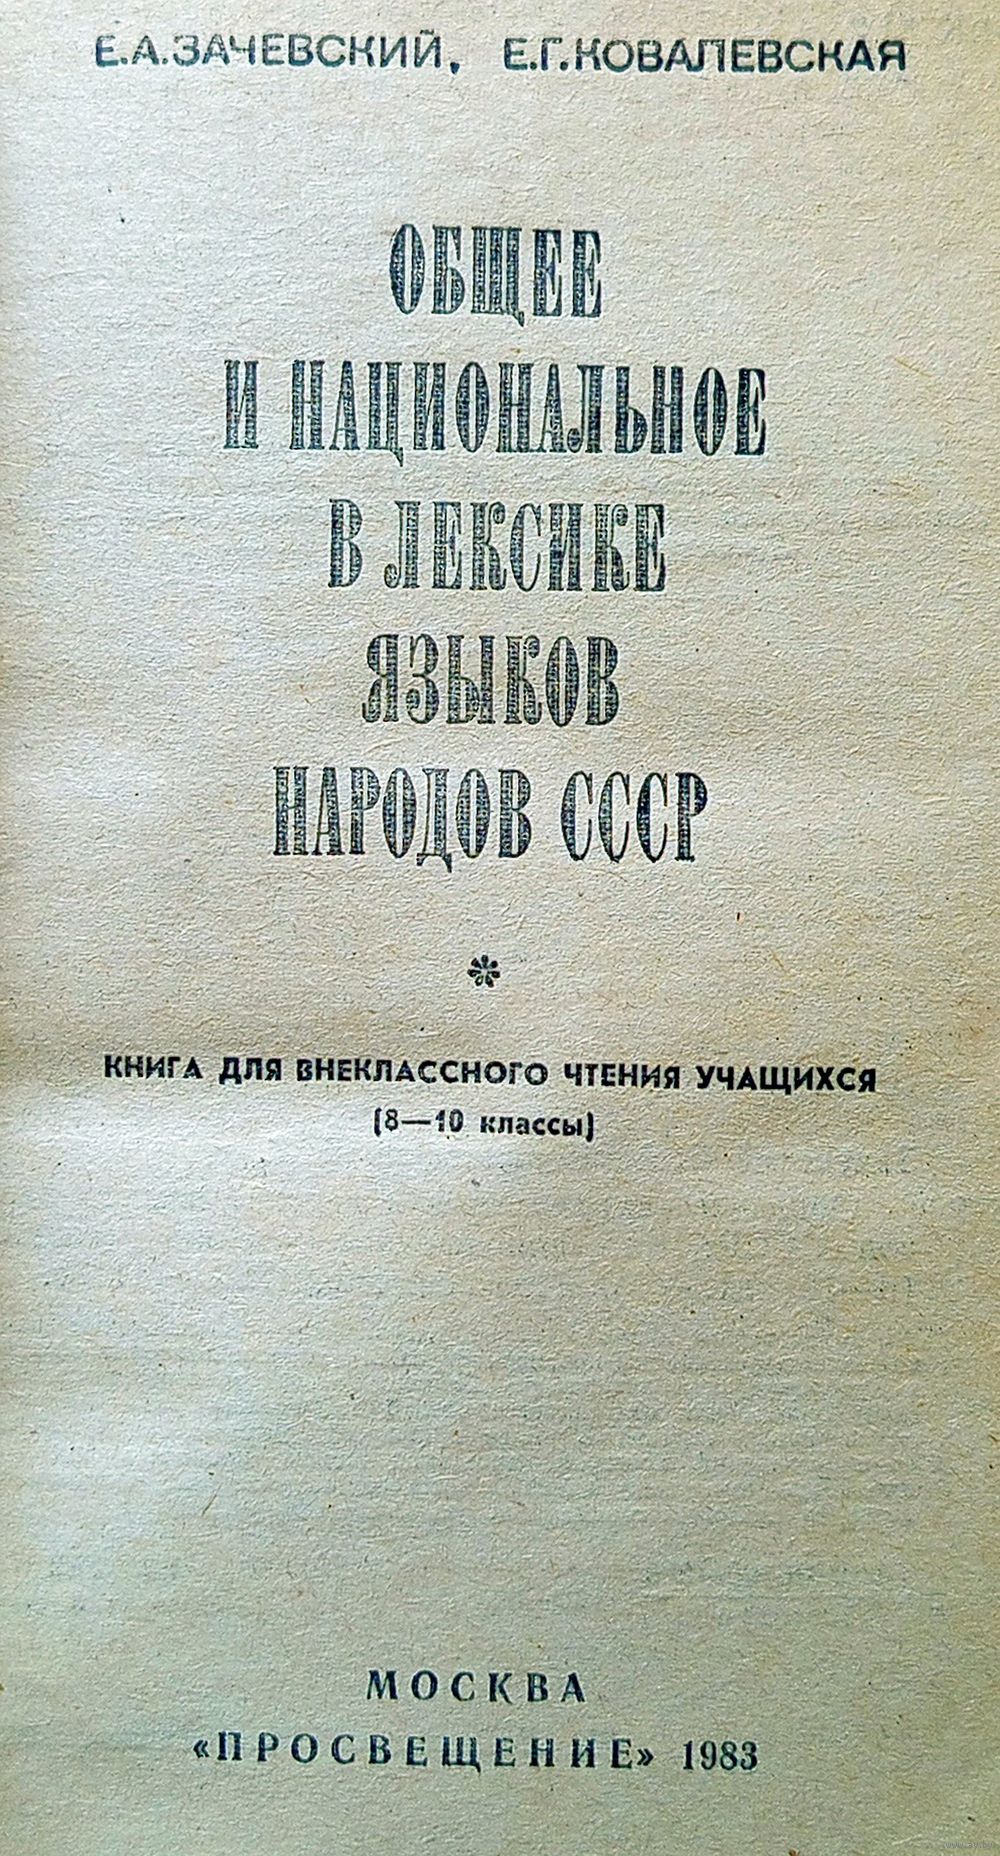 Е.А.ЗАЧЕВСКИЙ, Е.Г.КОВАЛЕВСКАЯ
ОБЩЕЕ
И НАЦИОНАЛЬНОЕ
В ЛЕКСИКЕ
ЯЗЫКОВ
НАРОДОВ СССР
*
КНИГА ДЛЯ ВНЕКЛАССНОГО ЧТЕНИЯ УЧАЩИХСЯ
(8—10 классы)
МОСКВА
«ПРОСВЕЩЕНИЕ» 1983